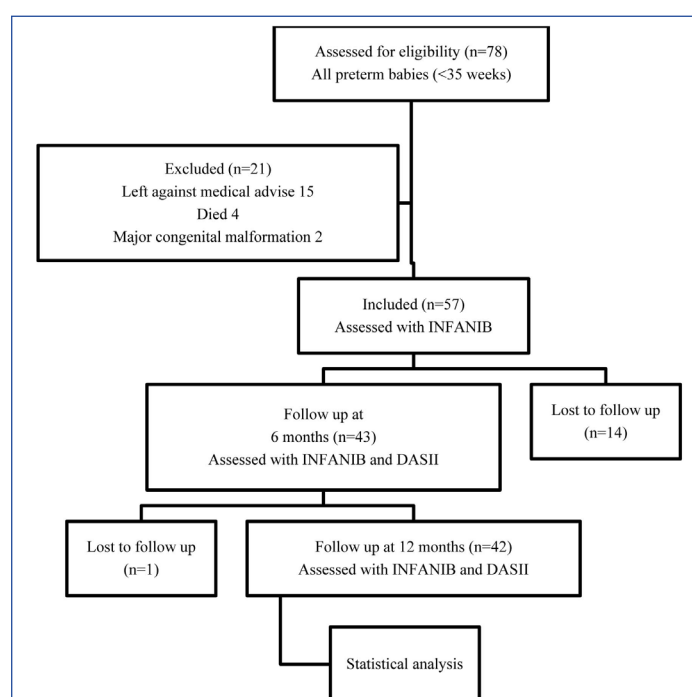 Assessed for eligibility (n=78)
All preterm babies (<35 weeks)
Excluded (n=21)
Left against medical advise 15
Died 4
Major congenital malformation 2
Included (n=57)
Assessed with INFANIB
Follow up at
6 months (n=43)
Assessed with INFANIB and DASII
Lost to follow up
(n=14)
Lost to follow up
(n=1)
Follow up at 12 months (n=42)
Assessed with INFANIB and DASII
Statistical analysis